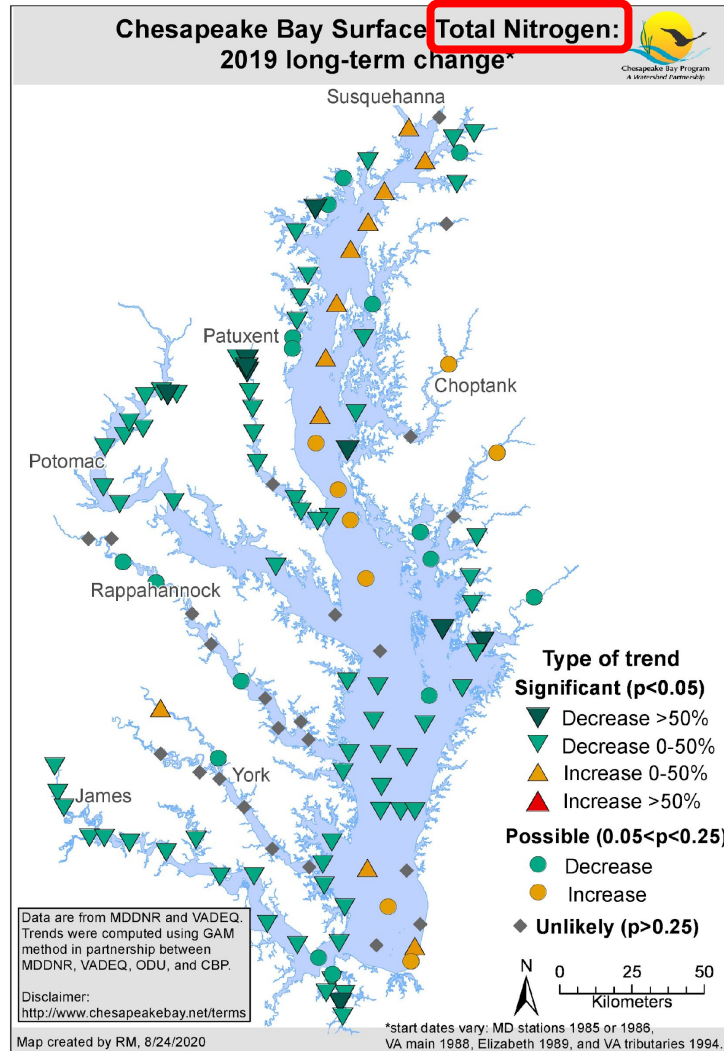 Chesapeake Bay Surface Total Nitrogen:
2019 long-term change*
Chesapeake Bay Program
A Watershed Partnership
Susquehanna
Patuxent
Choptank
Potomac
Rappahannock
York
James
Type of trend
Significant (p<0.05)
Decrease >50%
Decrease 0-50%
Increase 0-50%
Increase >50%
Possible (0.05<p<0.25)
Decrease
Increase
Unlikely (p>0.25)
Data are from MDDNR and VADEQ.
Trends were computed using GAM
method in partnership between
MDDNR, VADEQ, ODU, and CBP.
Disclaimer:
http://www.chesapeakebay.net/terms
N
0 25 50
Kilometers
Map created by RM, 8/24/2020
*start dates vary: MD stations 1985 or 1986,
VA main 1988, Elizabeth 1989, and VA tributaries 1994.